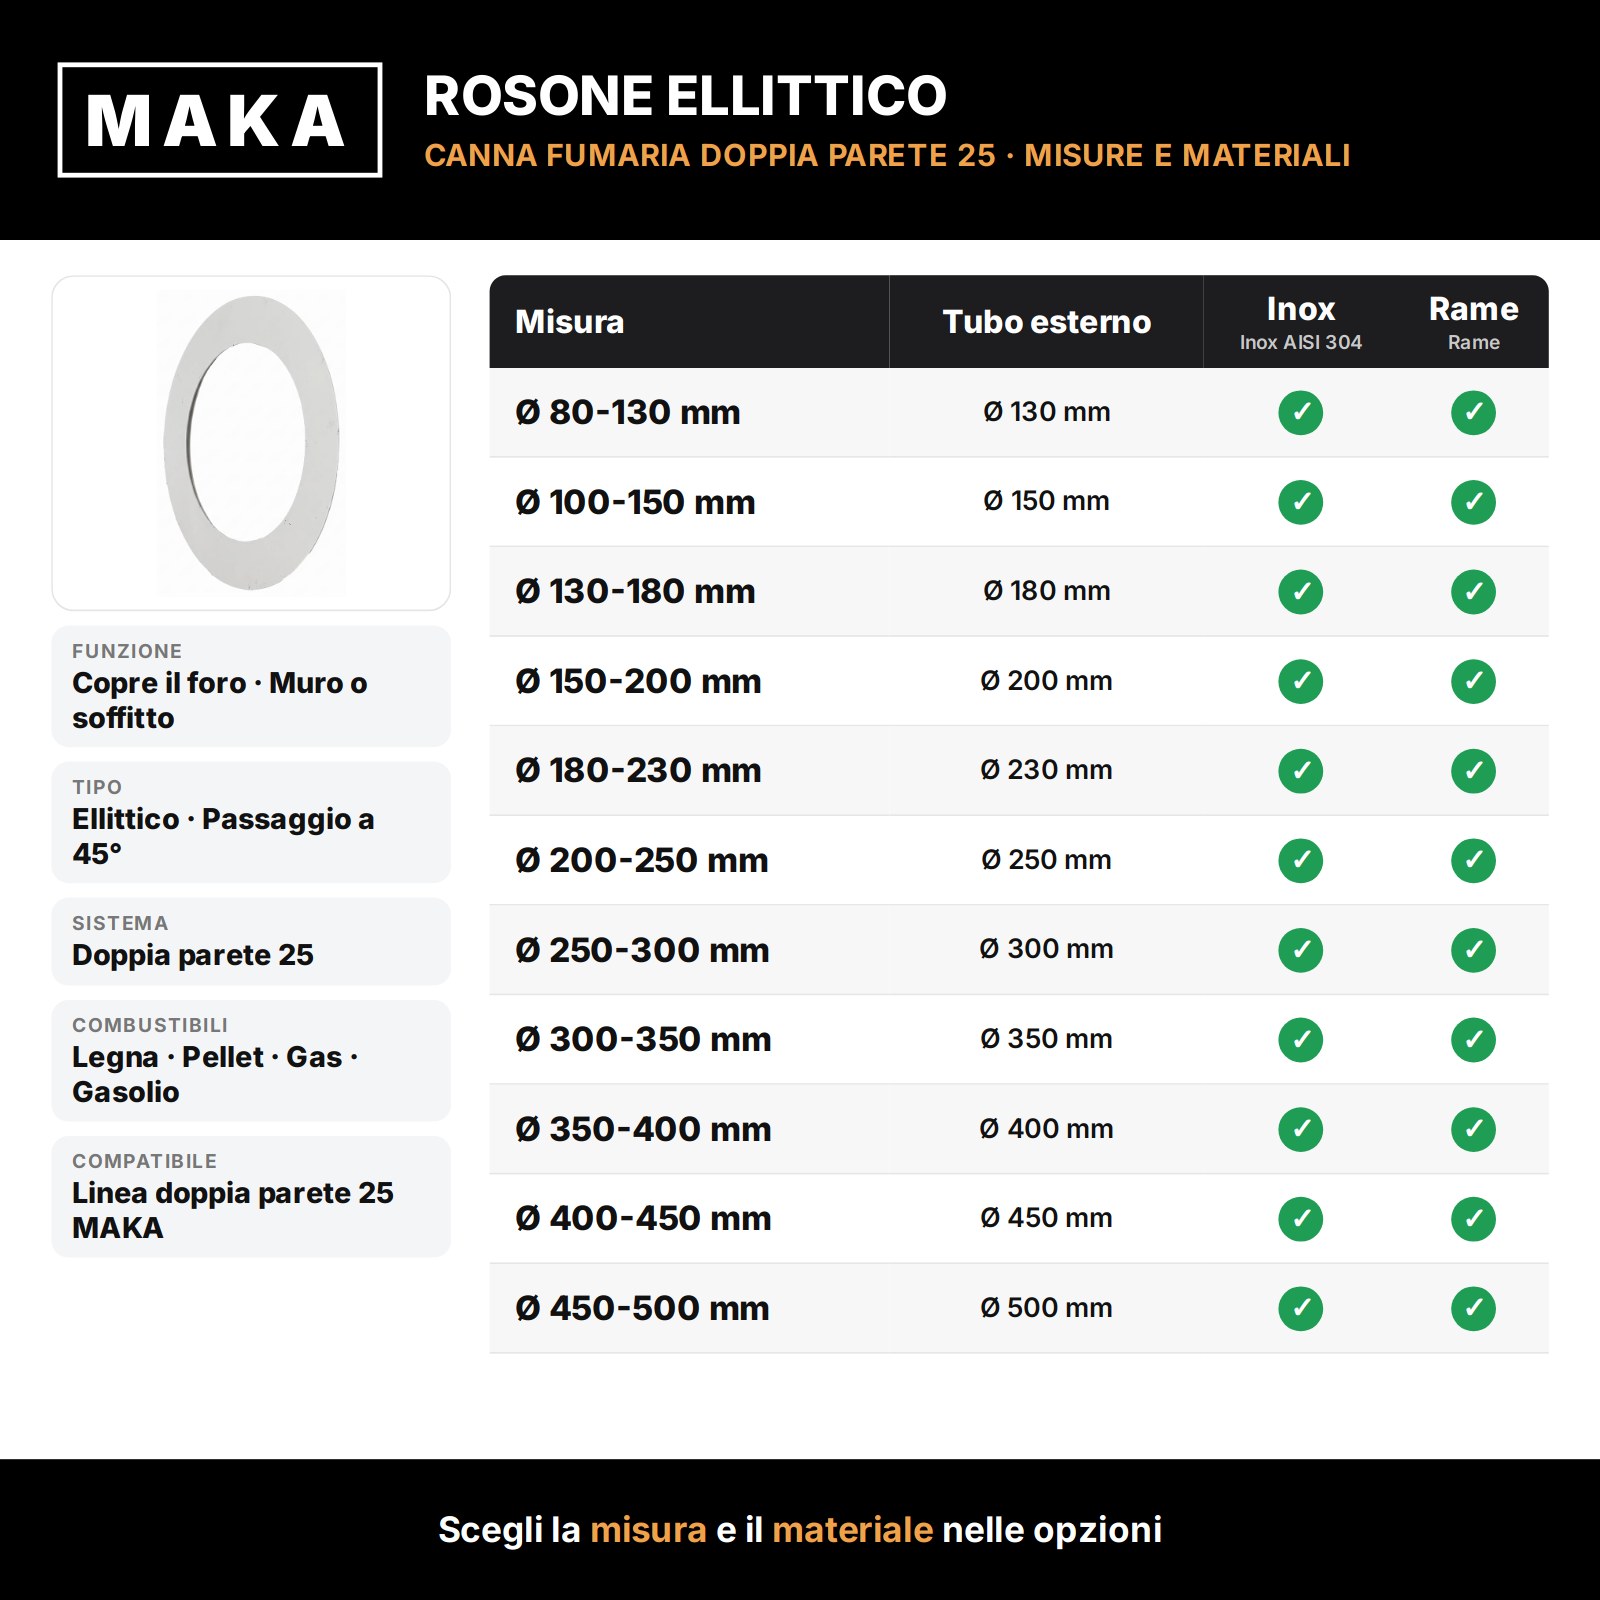 MAKA
ROSONE ELLITTICO
CANNA FUMARIA DOPPIA PARETE 25 · MISURE E MATERIALI
FUNZIONE
Copre il foro · Muro o
soffitto
TIPO
Ellittico · Passaggio a
45°
SISTEMA
Doppia parete 25
COMBUSTIBILI
Legna · Pellet · Gas ·
Gasolio
COMPATIBILE
Linea doppia parete 25
MAKA
Misura Tubo esterno Inox Rame
Inox AISI 304 Rame
Ø 80-130 mm Ø 130 mm ✓ ✓
Ø 100-150 mm Ø 150 mm ✓ ✓
Ø 130-180 mm Ø 180 mm ✓ ✓
Ø 150-200 mm Ø 200 mm ✓ ✓
Ø 180-230 mm Ø 230 mm ✓ ✓
Ø 200-250 mm Ø 250 mm ✓ ✓
Ø 250-300 mm Ø 300 mm ✓ ✓
Ø 300-350 mm Ø 350 mm ✓ ✓
Ø 350-400 mm Ø 400 mm ✓ ✓
Ø 400-450 mm Ø 450 mm ✓ ✓
Ø 450-500 mm Ø 500 mm ✓ ✓
Scegli la misura e il materiale nelle opzioni